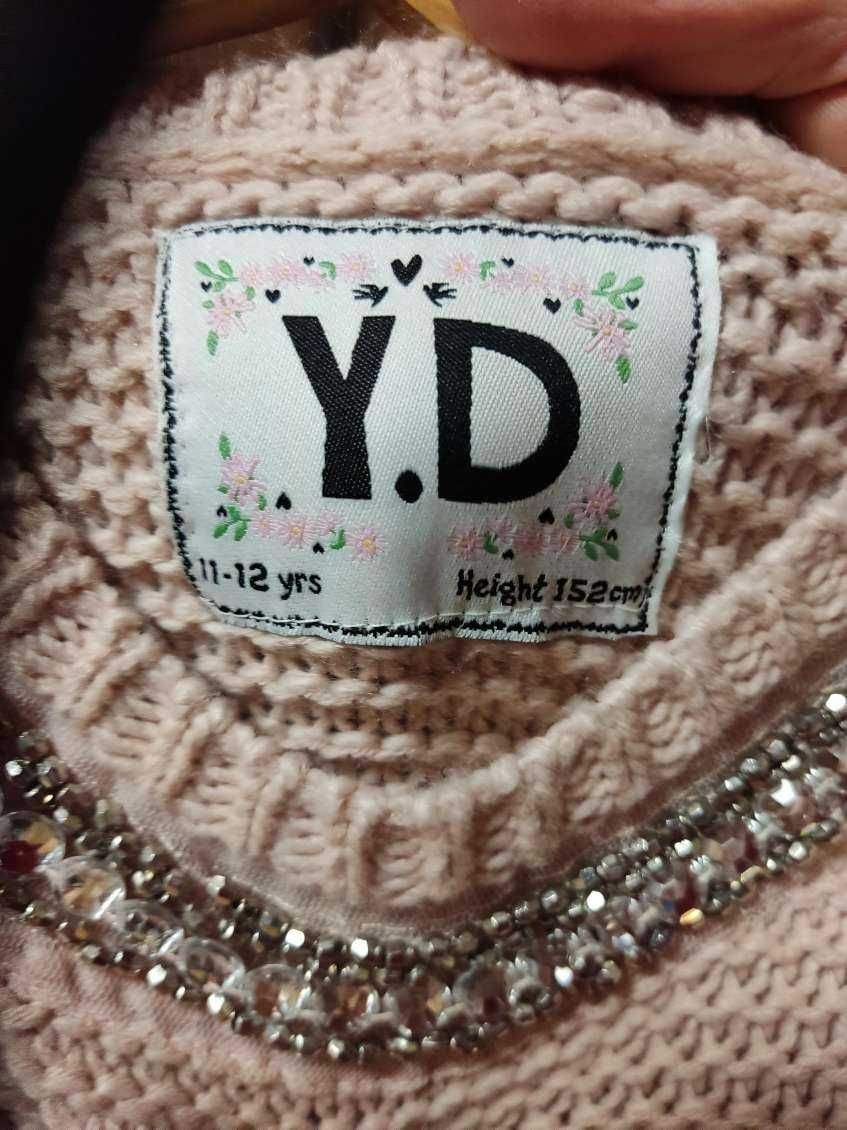 Y.D
11-12 yrs
Height 152cm